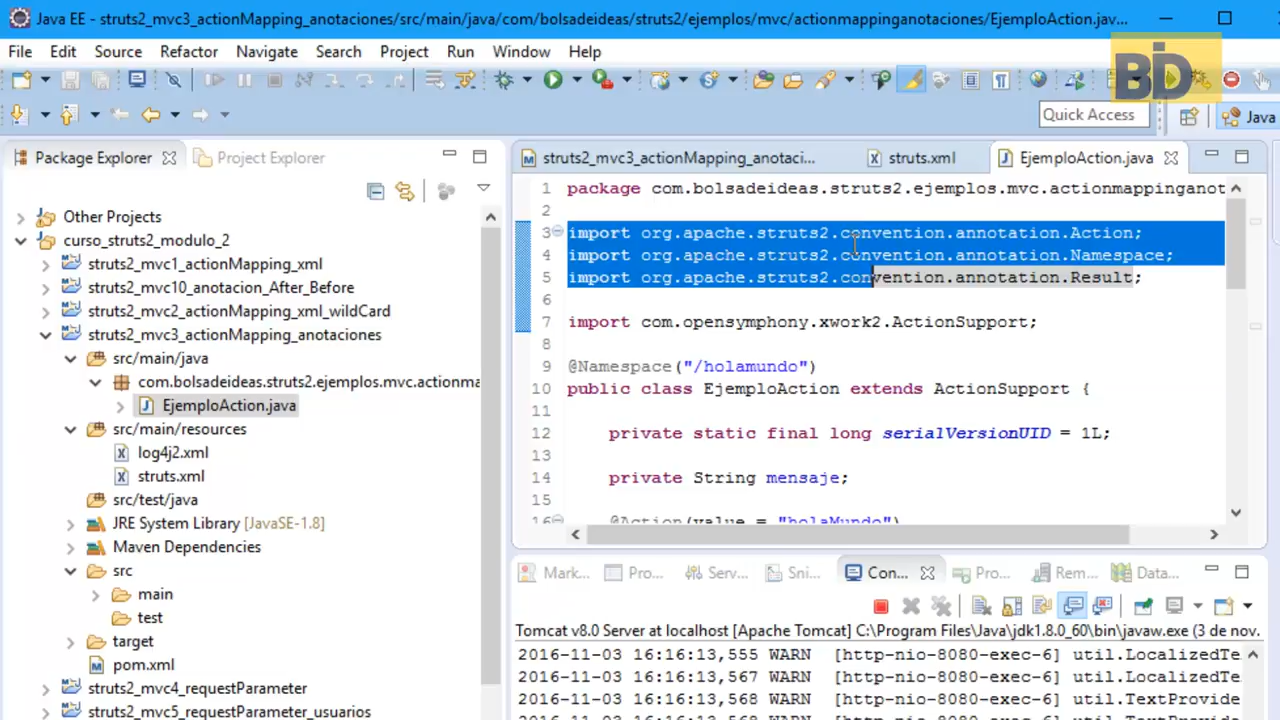 Java EE - struts2_mvc3_actionMapping_anotaciones/src/main/java/com/bolsadeideas/struts2/ejemplos/mvc/actionmappinganotaciones/EjemploAction.jav...
File Edit Source Refactor Navigate Search Project Run Window Help
BD
Quick Access
Java
Package Explorer
Project Explorer
Other Projects
curso_struts2_modulo_2
struts2_mvc1_actionMapping_xml
struts2_mvc10_anotacion_After_Before
struts2_mvc2_actionMapping_xml_wildCard
struts2_mvc3_actionMapping_anotaciones
src/main/java
com.bolsadeideas.struts2.ejemplos.mvc.actionma
EjemploAction.java
src/main/resources
log4j2.xml
struts.xml
src/test/java
JRE System Library [JavaSE-1.8]
Maven Dependencies
src
main
test
target
pom.xml
struts2_mvc4_requestParameter
struts2_mvc5_requestParameter_usuarios
struts2_mvc3_actionMapping_anotaci...
struts.xml
EjemploAction.java
1 package com.bolsadeideas.struts2.ejemplos.mvc.actionmappinganot
2
3 import org.apache.struts2.convention.annotation.Action;
4 import org.apache.struts2.convention.annotation.Namespace;
5 import org.apache.struts2.convention.annotation.Result;
6
7 import com.opensymphony.xwork2.ActionSupport;
8
9 @Namespace("/holamundo")
10 public class EjemploAction extends ActionSupport {
11
12 private static final long serialVersionUID = 1L;
13
14 private String mensaje;
15
16 @Action(value = "holaMundo")
Mark... Pro... Serv... Sni... Con... Pro... Rem... Data...
Tomcat v8.0 Server at localhost [Apache Tomcat] C:\Program Files\Java\jdk1.8.0_60\bin\javaw.exe (3 de nov.
2016-11-03 16:16:13,555 WARN [http-nio-8080-exec-6] util.LocalizedTe
2016-11-03 16:16:13,567 WARN [http-nio-8080-exec-6] util.LocalizedTe
2016-11-03 16:16:13,568 WARN [http-nio-8080-exec-6] util.TextProvide